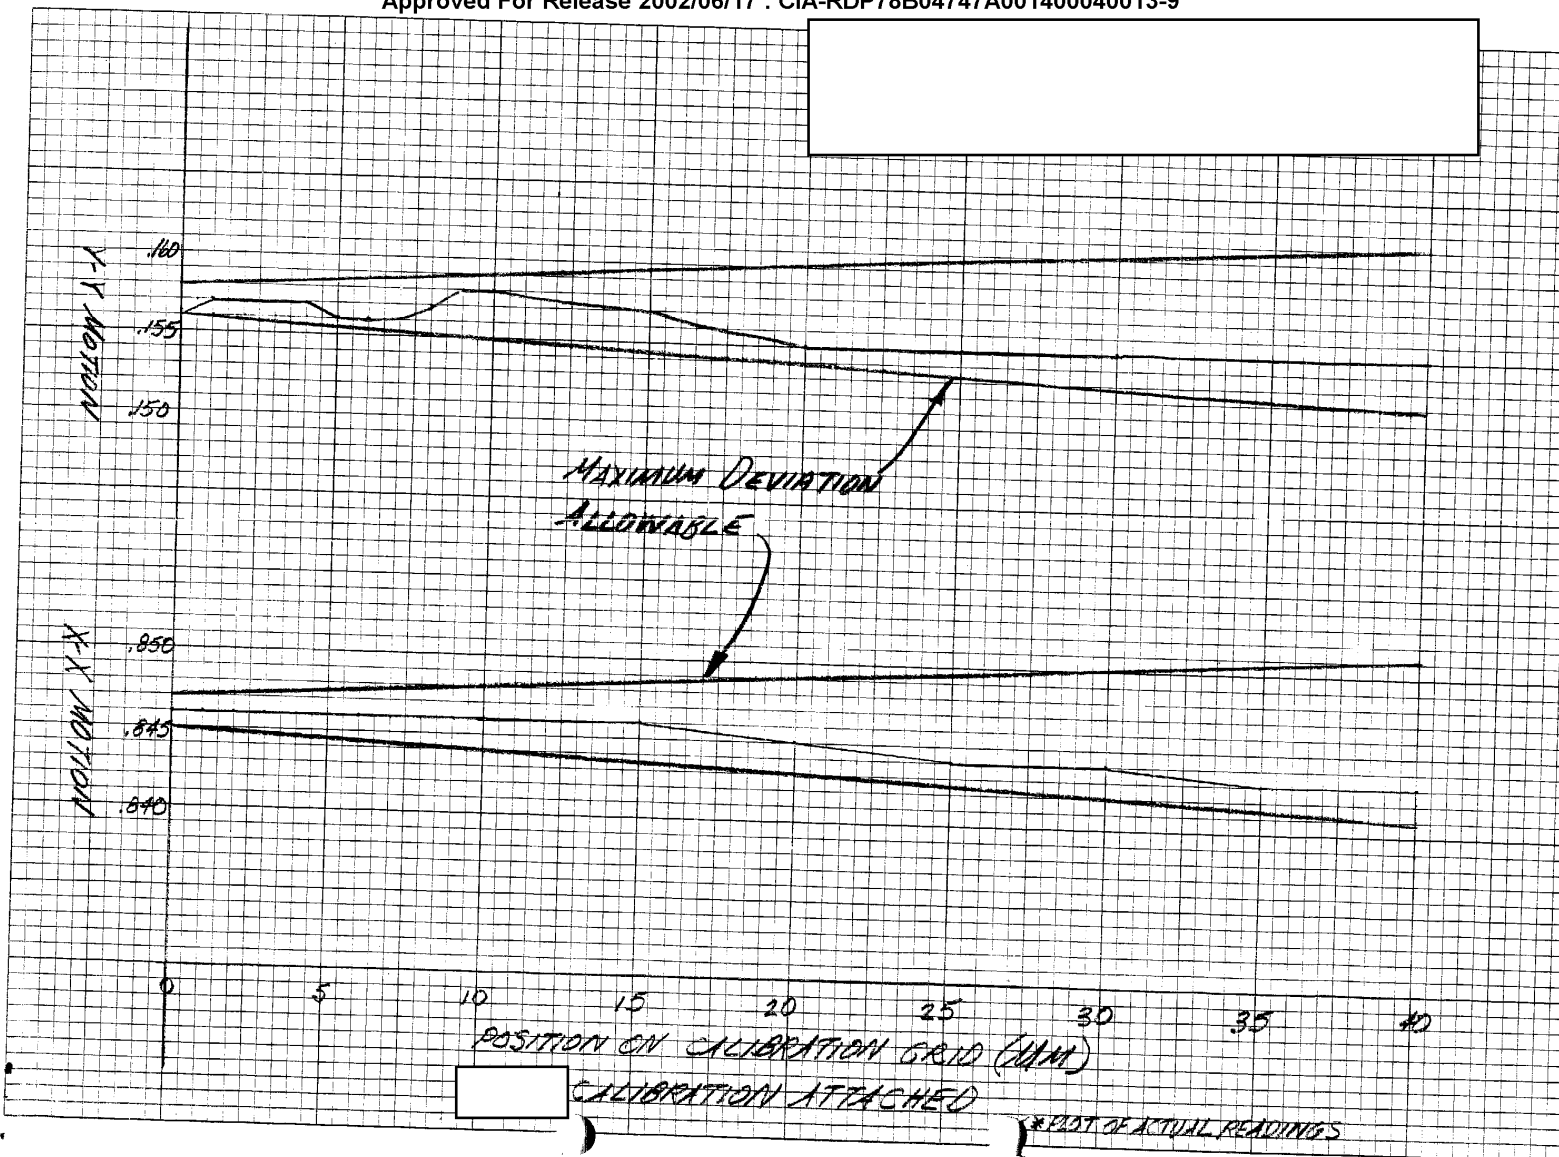 Approved For Release 2002/06/17 : CIA-RDP78B04747A001400040013-9
Y-Y MOTION
.160
.155
.150
MAXIMUM DEVIATION
ALLOWABLE
X-X MOTION
.850
.845
.840
0 5 10 15 20 25 30 35 40
POSITION ON CALIBRATION GRID (MM)
CALIBRATION ATTACHED
*PLOT OF ACTUAL READINGS